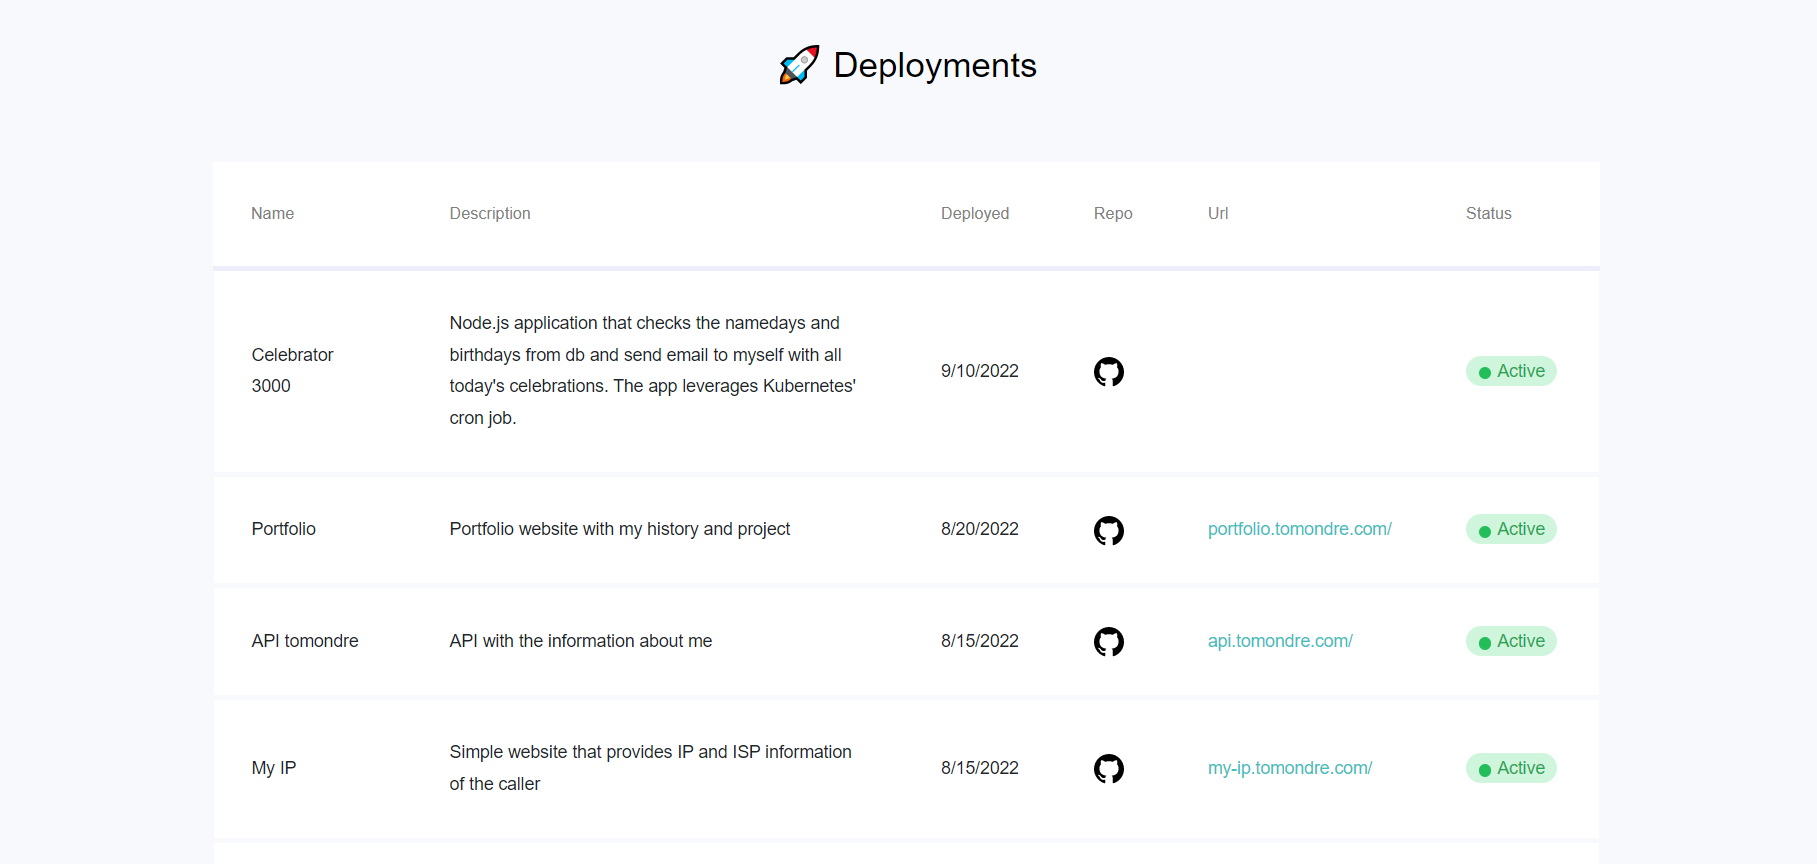 Deployments
Name Description Deployed Repo Url Status
Node.js application that checks the namedays and
birthdays from db and send email to myself with all
today's celebrations. The app leverages Kubernetes'
cron job.
Celebrator
3000
9/10/2022
Active
Portfolio Portfolio website with my history and project 8/20/2022 portfolio.tomondre.com/ Active
API tomondre API with the information about me 8/15/2022 api.tomondre.com/ Active
My IP
Simple website that provides IP and ISP information
of the caller
8/15/2022 my-ip.tomondre.com/ Active